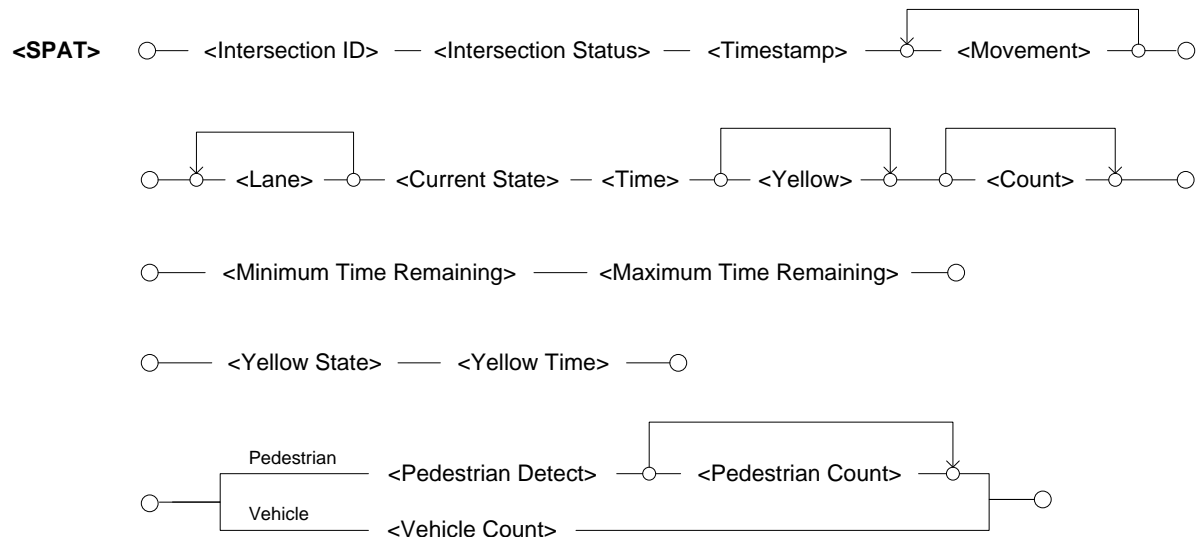 <SPAT> <Intersection ID> <Intersection Status> <Timestamp> <Movement>
<Lane> <Current State> <Time> <Yellow> <Count>
<Minimum Time Remaining> <Maximum Time Remaining>
<Yellow State> <Yellow Time>
Pedestrian <Pedestrian Detect> <Pedestrian Count>
Vehicle <Vehicle Count>